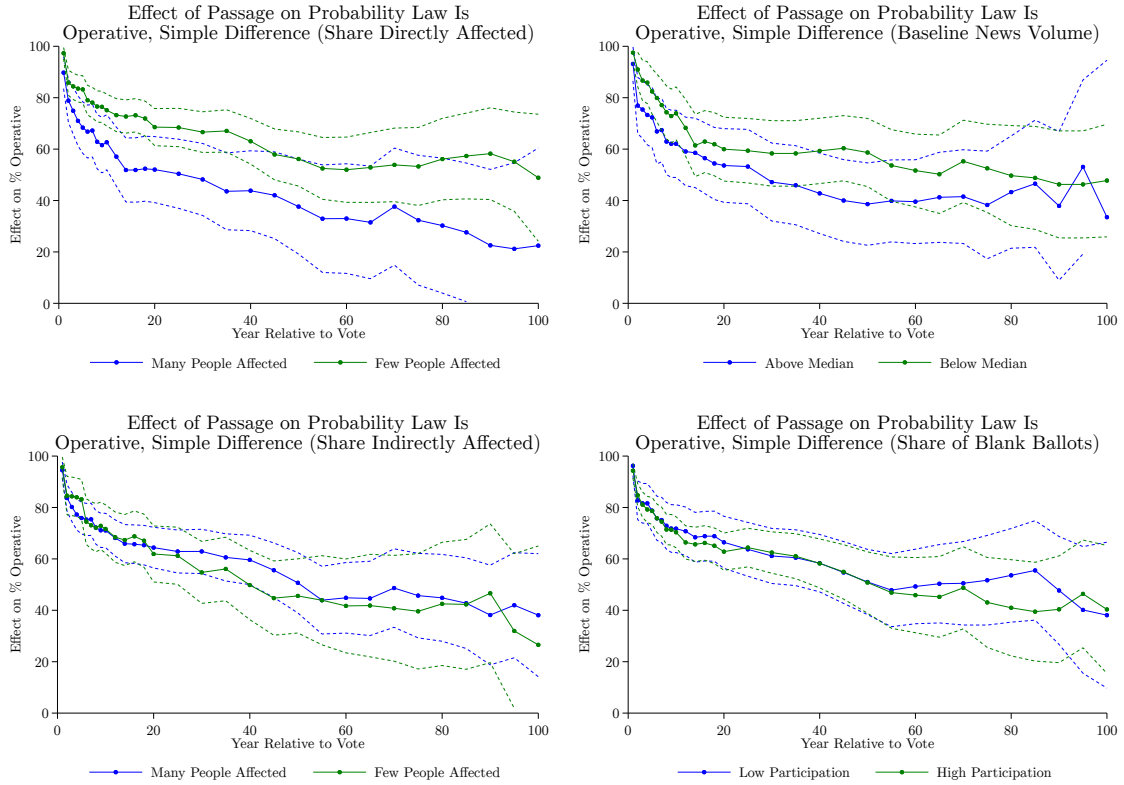 Effect of Passage on Probability Law Is
Operative, Simple Difference (Share Directly Affected)
Effect on % Operative
100
80
60
40
20
0
0 20 40 60 80 100
Year Relative to Vote
Many People Affected Few People Affected
Effect of Passage on Probability Law Is
Operative, Simple Difference (Baseline News Volume)
Effect on % Operative
100
80
60
40
20
0
0 20 40 60 80 100
Year Relative to Vote
Above Median Below Median
Effect of Passage on Probability Law Is
Operative, Simple Difference (Share Indirectly Affected)
Effect on % Operative
100
80
60
40
20
0
0 20 40 60 80 100
Year Relative to Vote
Many People Affected Few People Affected
Effect of Passage on Probability Law Is
Operative, Simple Difference (Share of Blank Ballots)
Effect on % Operative
100
80
60
40
20
0
0 20 40 60 80 100
Year Relative to Vote
Low Participation High Participation